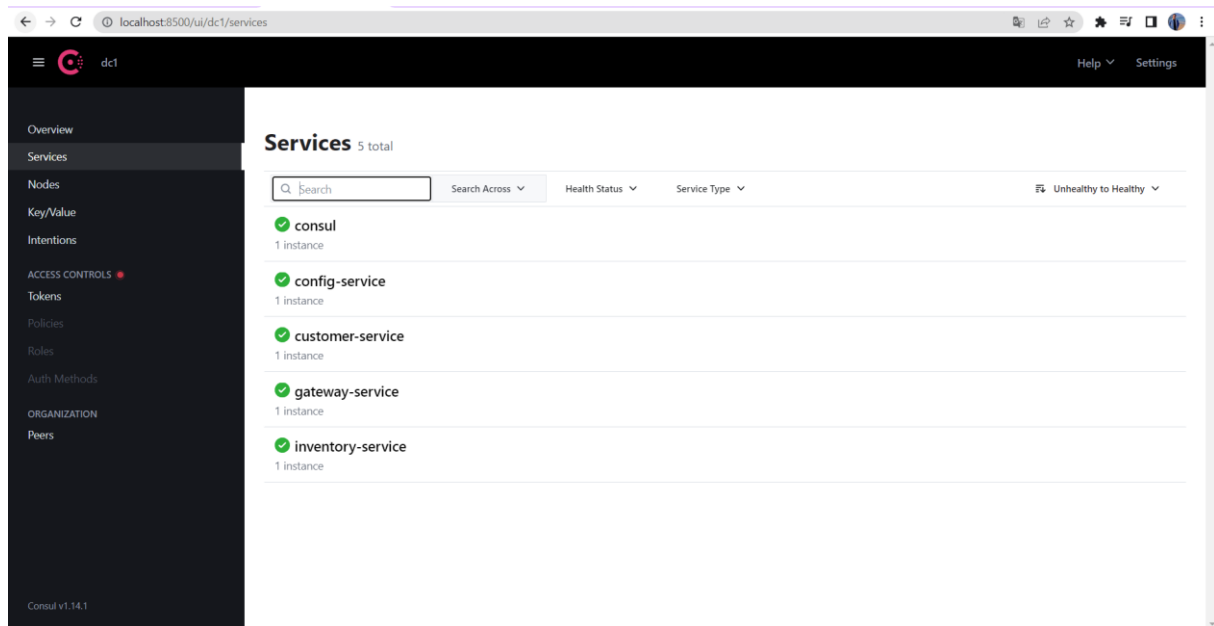 localhost:8500/ui/dc1/services
dc1
Help
Settings
Overview
Services
Nodes
Key/Value
Intentions
ACCESS CONTROLS
Tokens
Policies
Roles
Auth Methods
ORGANIZATION
Peers
Consul v1.14.1
Services 5 total
Search
Search Across
Health Status
Service Type
Unhealthy to Healthy
consul
1 instance
config-service
1 instance
customer-service
1 instance
gateway-service
1 instance
inventory-service
1 instance